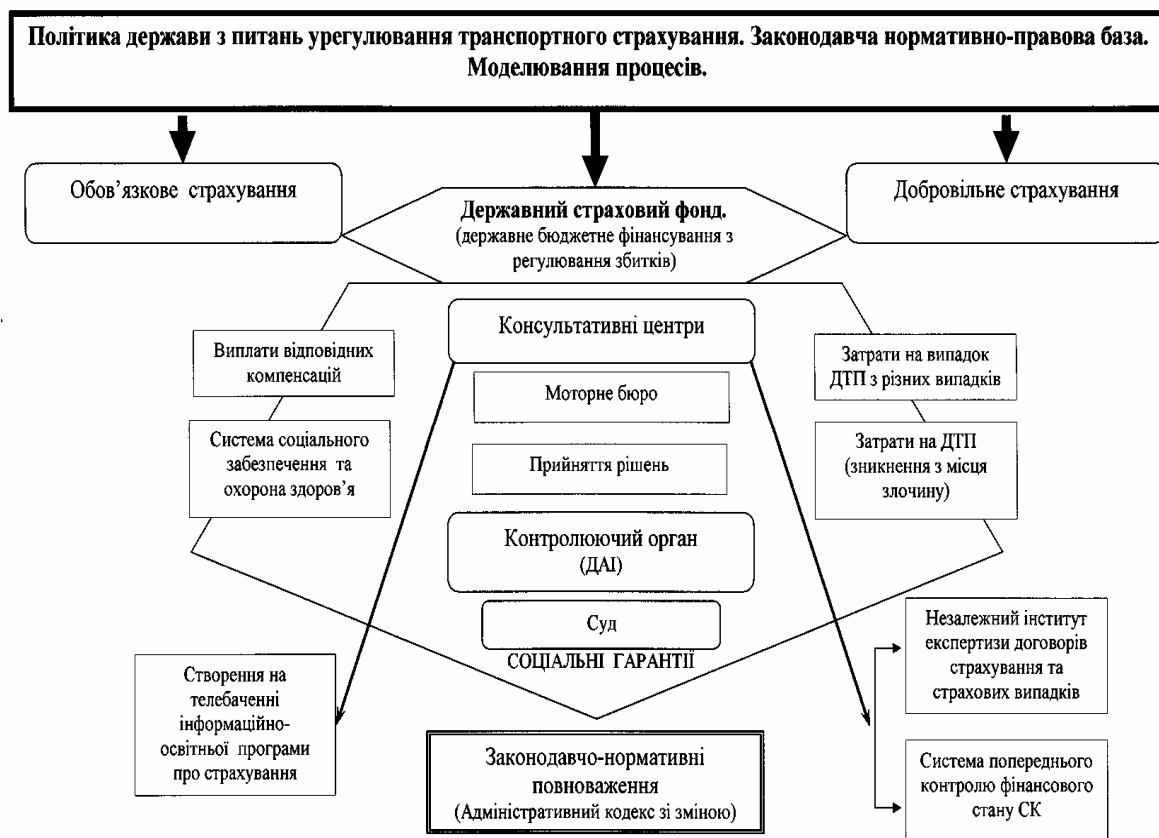 Політика держави з питань урегулювання транспортного страхування. Законодавча нормативно-правова база.
Моделювання процесів.
Обов’язкове страхування
Державний страховий фонд.
(державне бюджетне фінансування з
регулювання збитків)
Добровільне страхування
Консультативні центри
Виплати відповідних
компенсацій
Затрати на випадок
ДТП з різних випадків
Моторне бюро
Система соціального
забезпечення та
охорона здоров’я
Прийняття рішень
Затрати на ДТП
(зникнення з місця
злочину)
Контролюючий орган
(ДАІ)
Суд
СОЦІАЛЬНІ ГАРАНТІЇ
Створення на
телебаченні
інформаційно-
освітньої програми
про страхування
Незалежний інститут
експертизи договорів
страхування та
страхових випадків
Законодавчо-нормативні
повноваження
(Адміністративний кодекс зі зміною)
Система попереднього
контролю фінансового
стану СК